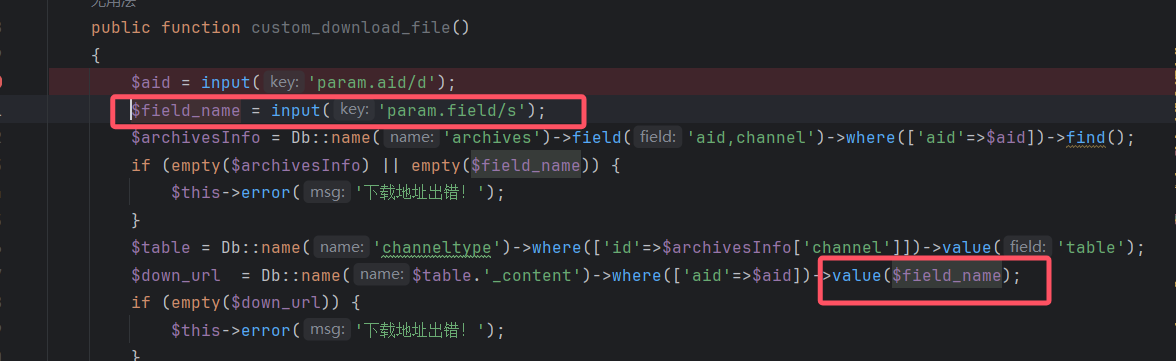 无用法
public function custom_download_file()
{
$aid = input( key: 'param.aid/d');
$field_name = input( key: 'param.field/s');
$archivesInfo = Db::name( name: 'archives')->field( field: 'aid,channel')->where(['aid'=>$aid])->find();
if (empty($archivesInfo) || empty($field_name)) {
$this->error( msg: '下载地址出错！');
}
$table = Db::name( name: 'channeltype')->where(['id'=>$archivesInfo['channel']])->value( field: 'table');
$down_url = Db::name( name: $table.'_content')->where(['aid'=>$aid])->value($field_name);
if (empty($down_url)) {
$this->error( msg: '下载地址出错！');
}